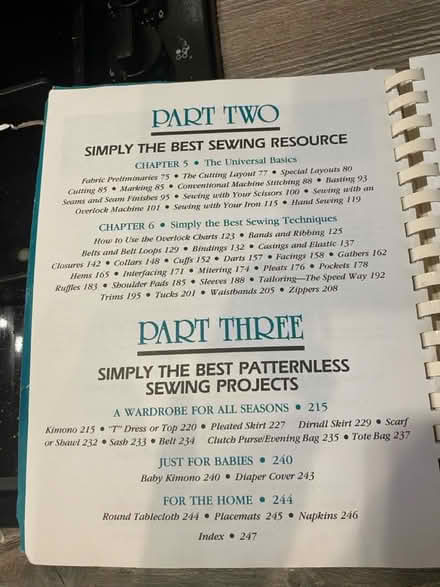 PART TWO
SIMPLY THE BEST SEWING RESOURCE
CHAPTER 5 • The Universal Basics
Fabric Preliminaries 75 • The Cutting Layout 77 • Special Layouts 80
Cutting 85 • Marking 85 • Conventional Machine Stitching 88 • Basting 93
Seams and Seam Finishes 95 • Sewing with Your Scissors 100 • Sewing with an
Overlock Machine 101 • Sewing with Your Iron 115 • Hand Sewing 119
CHAPTER 6 • Simply the Best Sewing Techniques
How to Use the Overlock Charts 123 • Bands and Ribbing 125
Belts and Belt Loops 129 • Bindings 132 • Casings and Elastic 137
Closures 142 • Collars 148 • Cuffs 152 • Darts 157 • Facings 158 • Gathers 162
Hems 165 • Interfacing 171 • Mitering 174 • Pleats 176 • Pockets 178
Ruffles 183 • Shoulder Pads 185 • Sleeves 188 • Tailoring—The Speed Way 192
Trims 195 • Tucks 201 • Waistbands 205 • Zippers 208
PART THREE
SIMPLY THE BEST PATTERNLESS
SEWING PROJECTS
A WARDROBE FOR ALL SEASONS • 215
Kimono 215 • "T" Dress or Top 220 • Pleated Skirt 227 Dirndl Skirt 229 • Scarf
or Shawl 232 • Sash 233 • Belt 234 Clutch Purse/Evening Bag 235 • Tote Bag 237
JUST FOR BABIES • 240
Baby Kimono 240 • Diaper Cover 243
FOR THE HOME • 244
Round Tablecloth 244 • Placemats 245 • Napkins 246
Index • 247